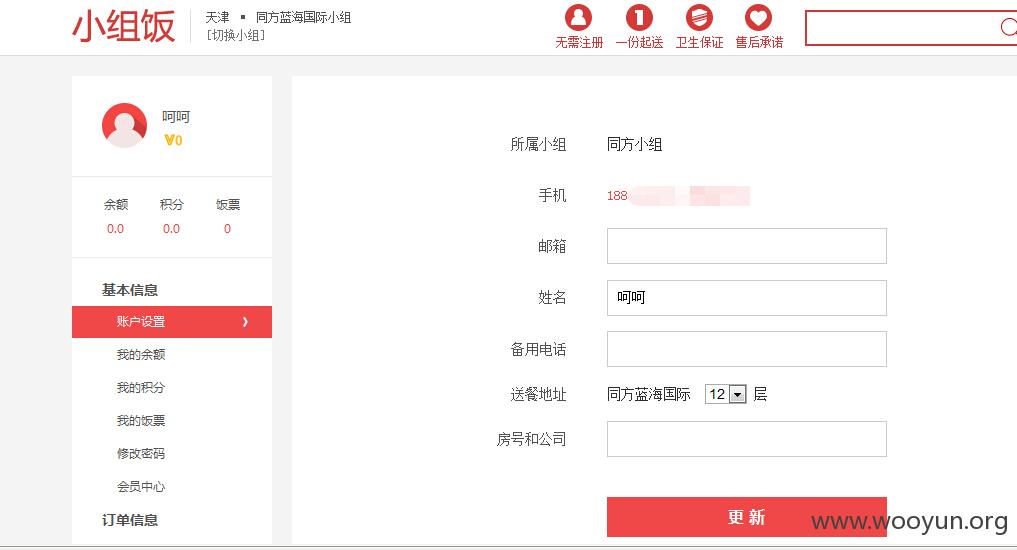 小组饭
天津 ▪ 同方蓝海国际小组
[切换小组]
无需注册 一份起送 卫生保证 售后承诺
呵呵
V0
余额 积分 饭票
0.0 0.0 0
基本信息
账户设置 ›
我的余额
我的积分
我的饭票
修改密码
会员中心
订单信息
所属小组 同方小组
手机 188
邮箱
姓名 呵呵
备用电话
送餐地址 同方蓝海国际 12 层
房号和公司
更新
www.wooyun.org